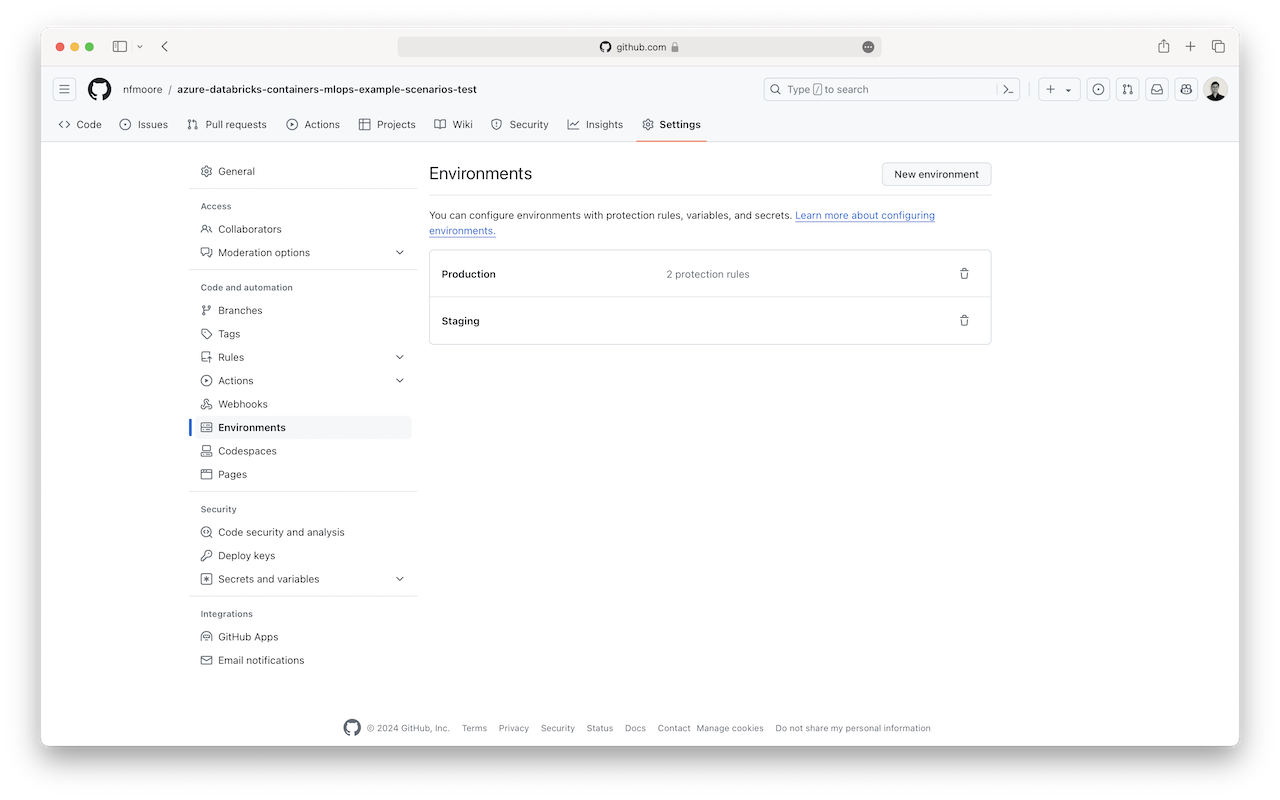 github.com
nfmoore / azure-databricks-containers-mlops-example-scenarios-test
Type / to search
Code Issues Pull requests Actions Projects Wiki Security Insights Settings
General
Access
Collaborators
Moderation options
Code and automation
Branches
Tags
Rules
Actions
Webhooks
Environments
Codespaces
Pages
Security
Code security and analysis
Deploy keys
Secrets and variables
Integrations
GitHub Apps
Email notifications
Environments
New environment
You can configure environments with protection rules, variables, and secrets. Learn more about configuring
environments.
Production 2 protection rules
Staging
© 2024 GitHub, Inc. Terms Privacy Security Status Docs Contact Manage cookies Do not share my personal information